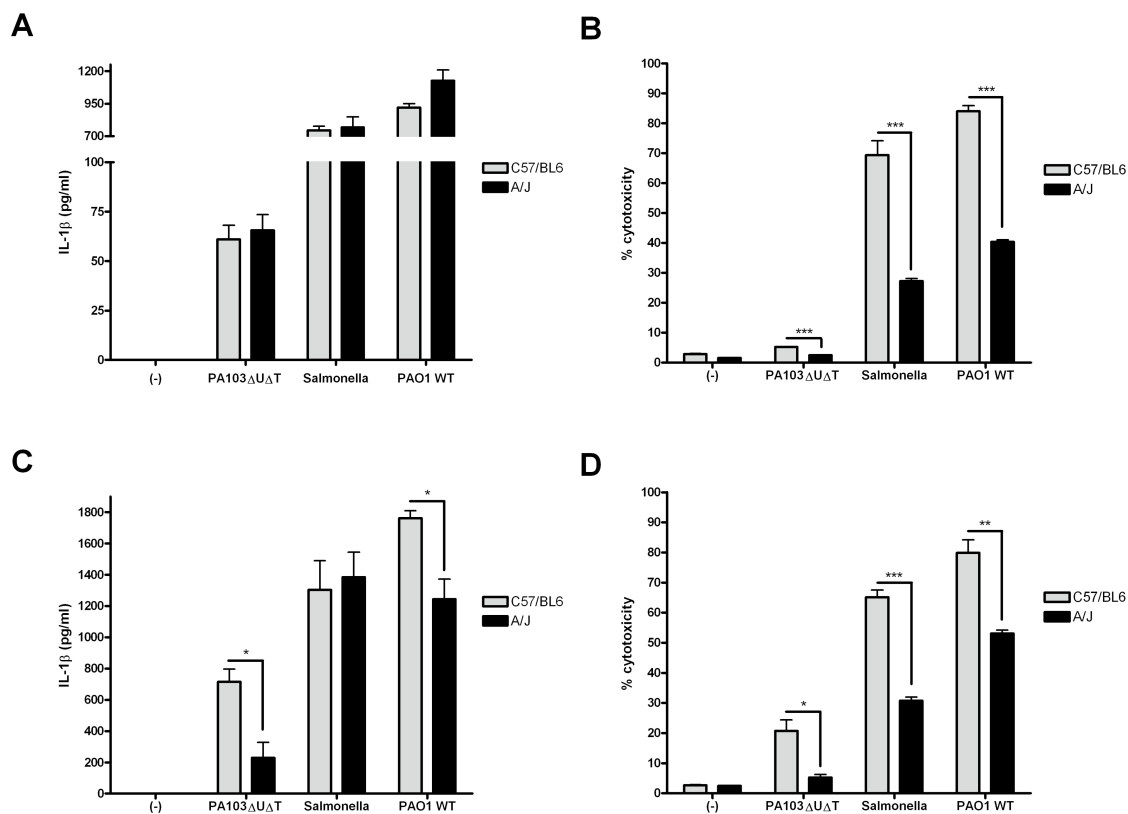 A
1200
950
700
100
75
50
25
0
IL-1β (pg/ml)
(-)
PA103ΔUΔT
Salmonella
PAO1 WT
C57/BL6
A/J
B
100
90
80
70
60
50
40
30
20
10
0
% cytotoxicity
***
***
***
(-)
PA103ΔUΔT
Salmonella
PAO1 WT
C57/BL6
A/J
C
1800
1600
1400
1200
1000
800
600
400
200
0
IL-1β (pg/ml)
*
*
(-)
PA103ΔUΔT
Salmonella
PAO1 WT
C57/BL6
A/J
D
100
90
80
70
60
50
40
30
20
10
0
% cytotoxicity
*
***
**
(-)
PA103ΔUΔT
Salmonella
PAO1 WT
C57/BL6
A/J